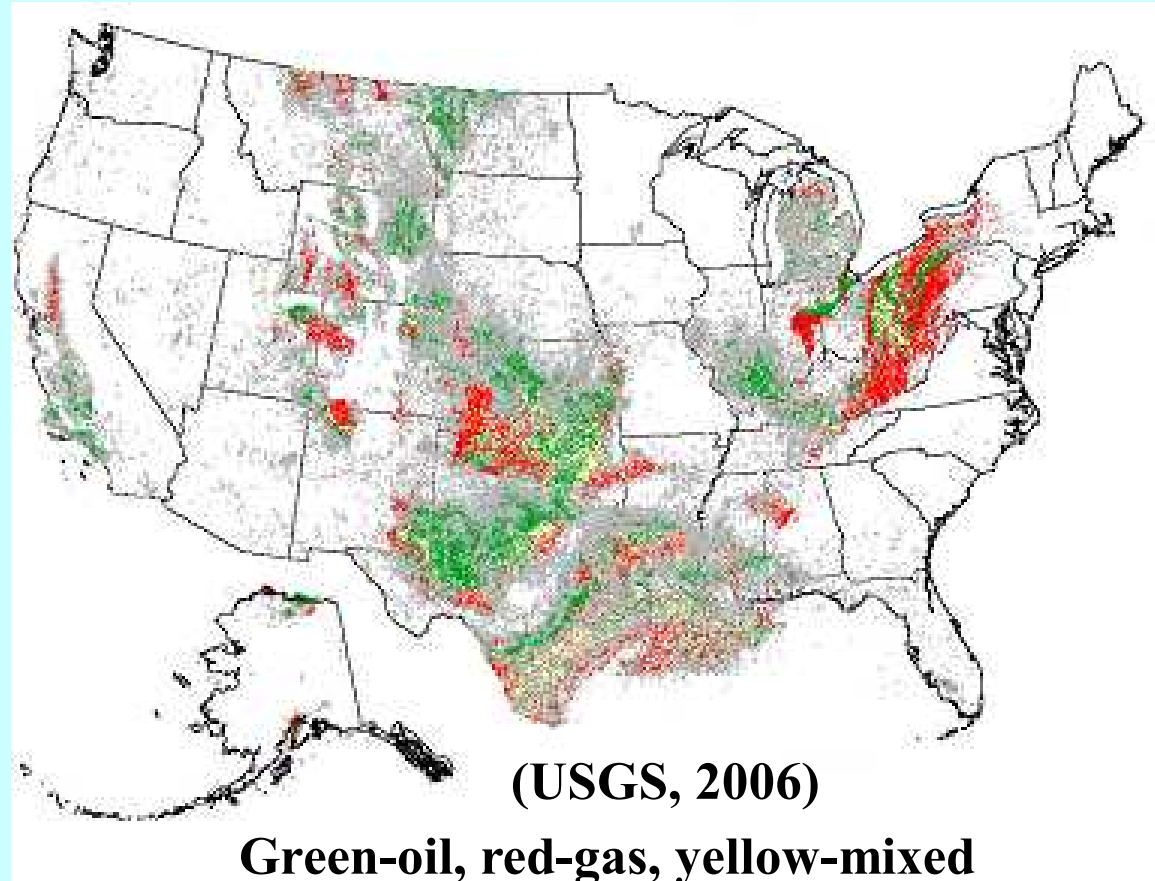 (USGS, 2006)
Green-oil, red-gas, yellow-mixed